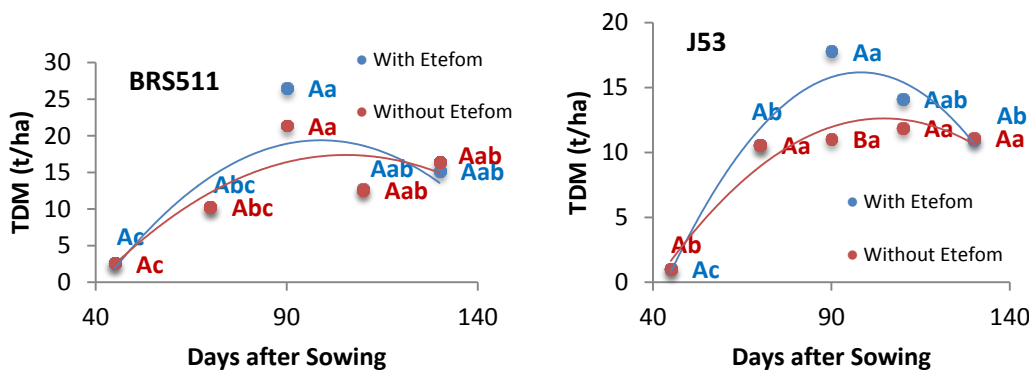 BRS511
With Etefom
Without Etefom
TDM (t/ha)
30
25
20
15
10
5
0
40
90
140
Days after Sowing
Ac
Ac
Abc
Abc
Aa
Aa
Aab
Aab
Aab
Aab
J53
With Etefom
Without Etefom
TDM (t/ha)
20
15
10
5
0
40
90
140
Days after Sowing
Ab
Ac
Ab
Aa
Aa
Ba
Aab
Aa
Ab
Aa